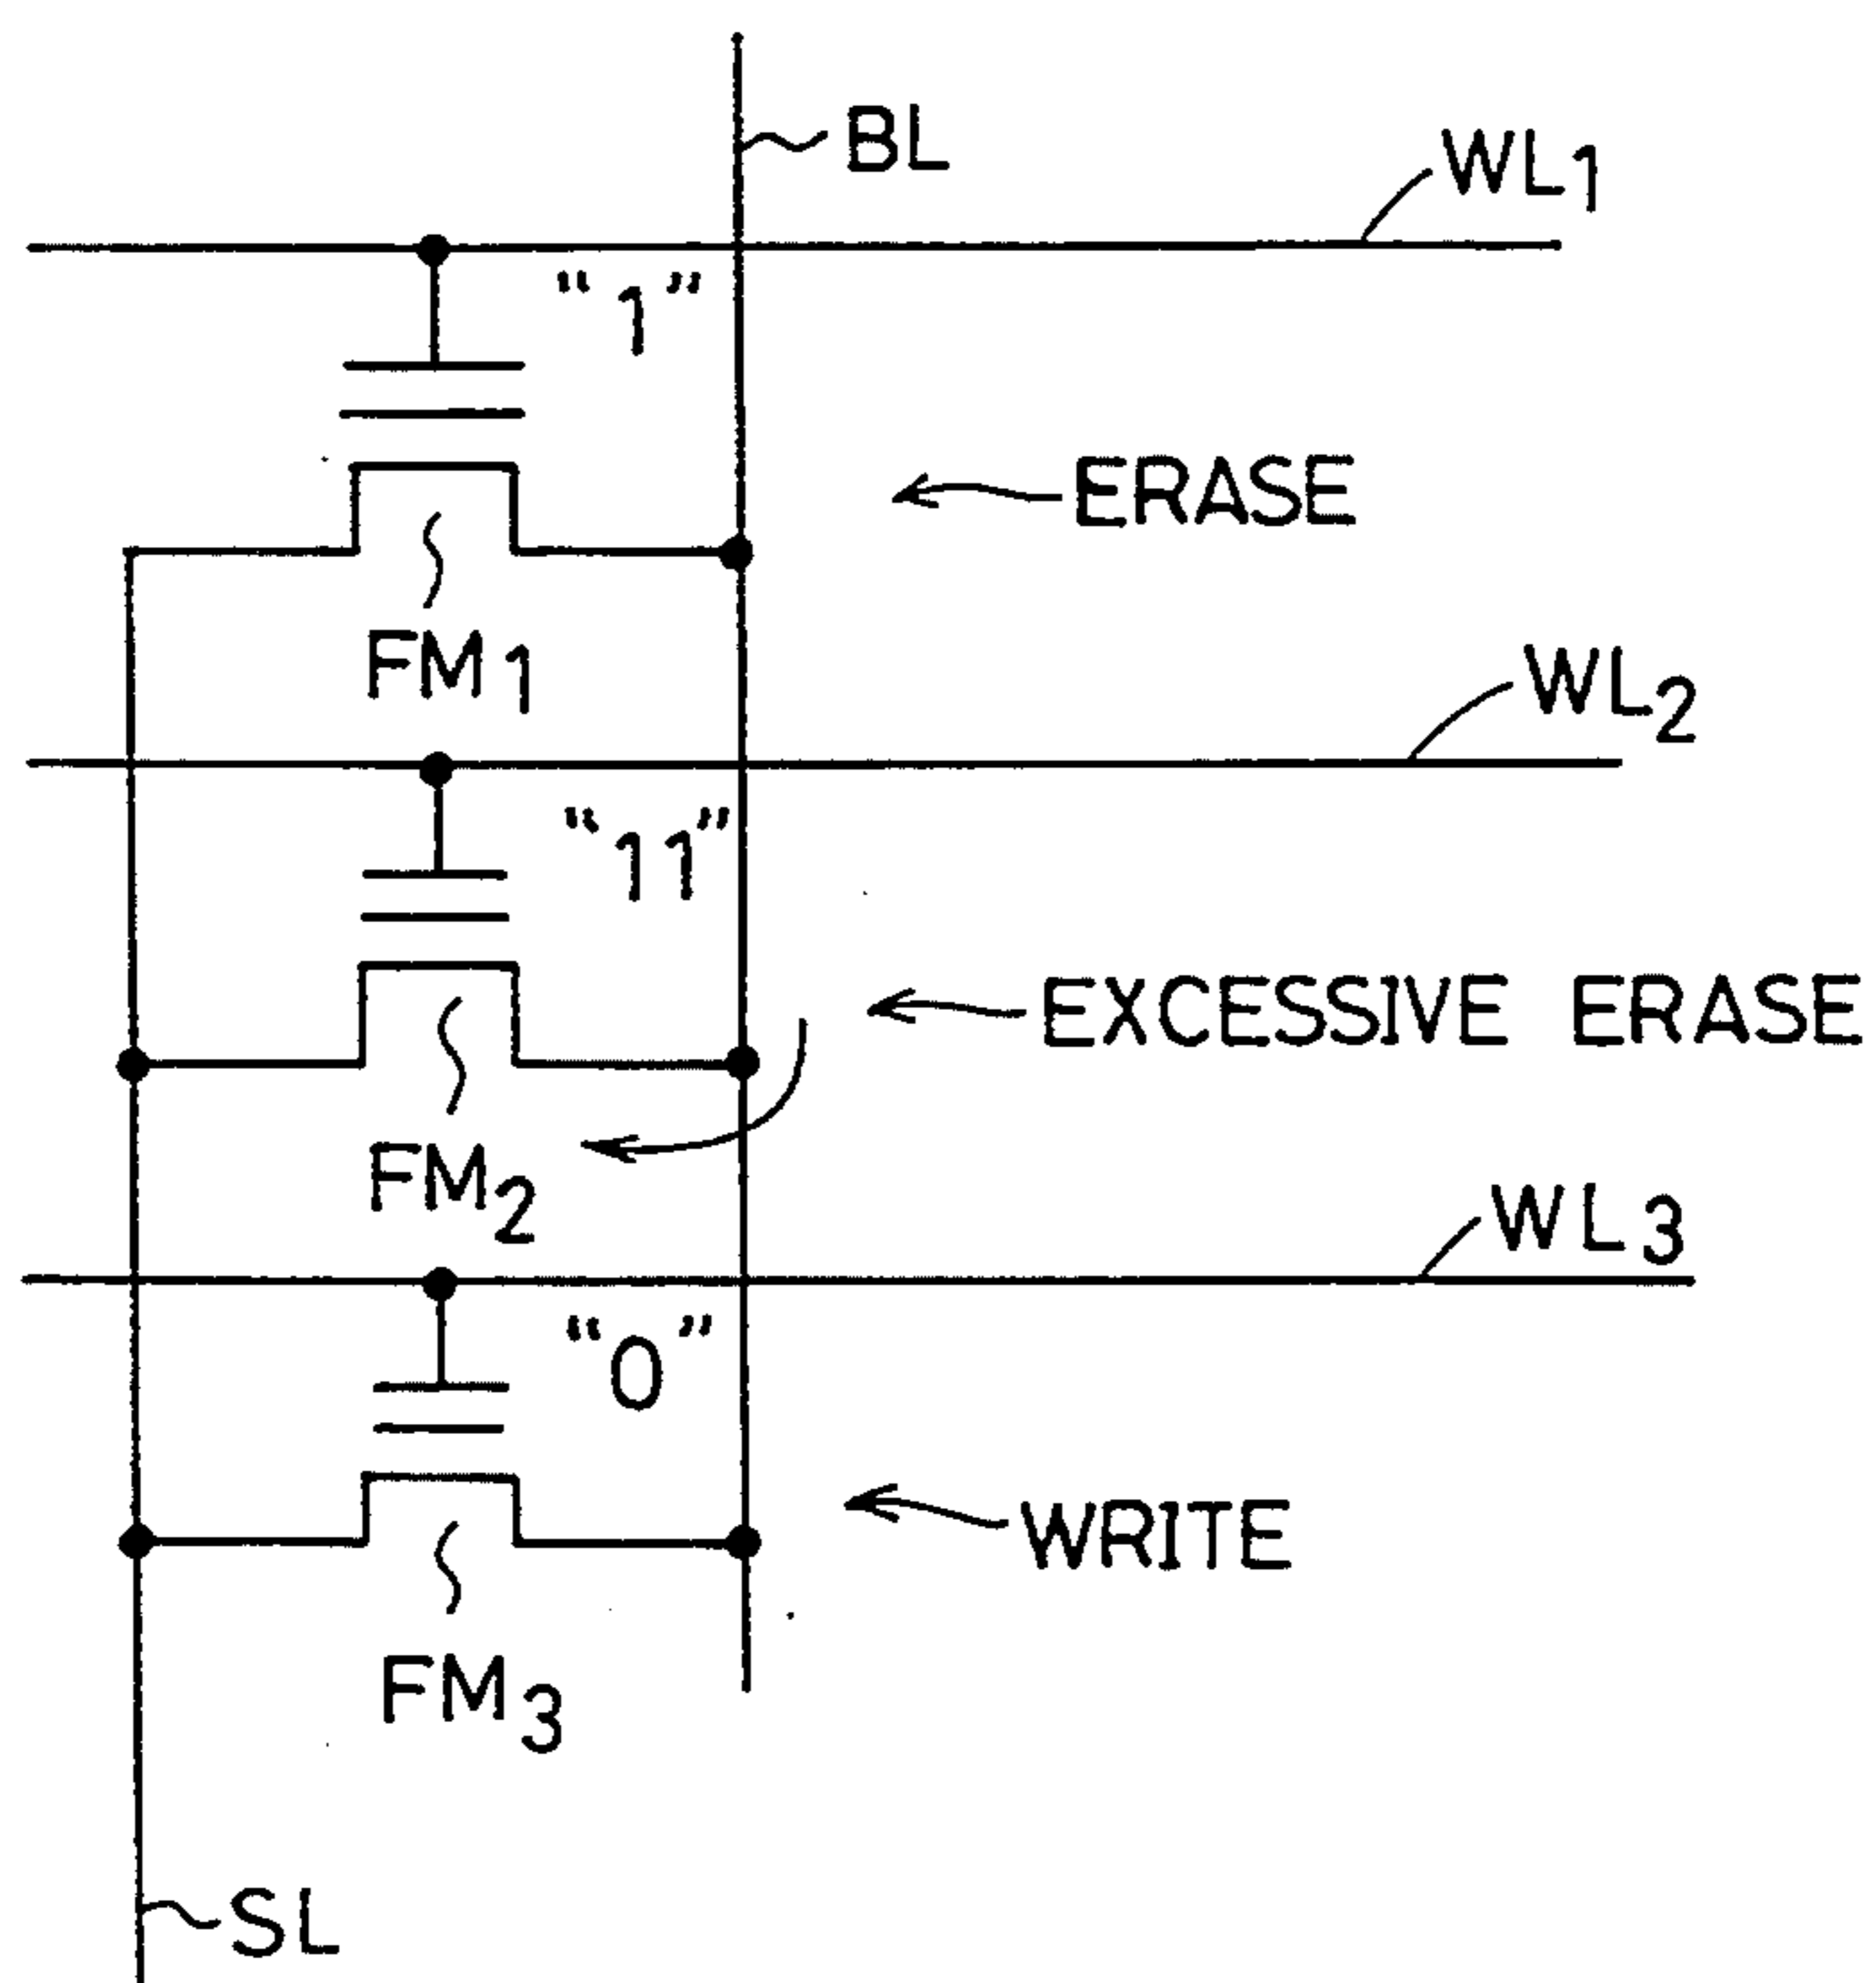 BL
WL1
“1”
ERASE
FM1
WL2
“11”
EXCESSIVE ERASE
FM2
WL3
“0”
WRITE
FM3
SL